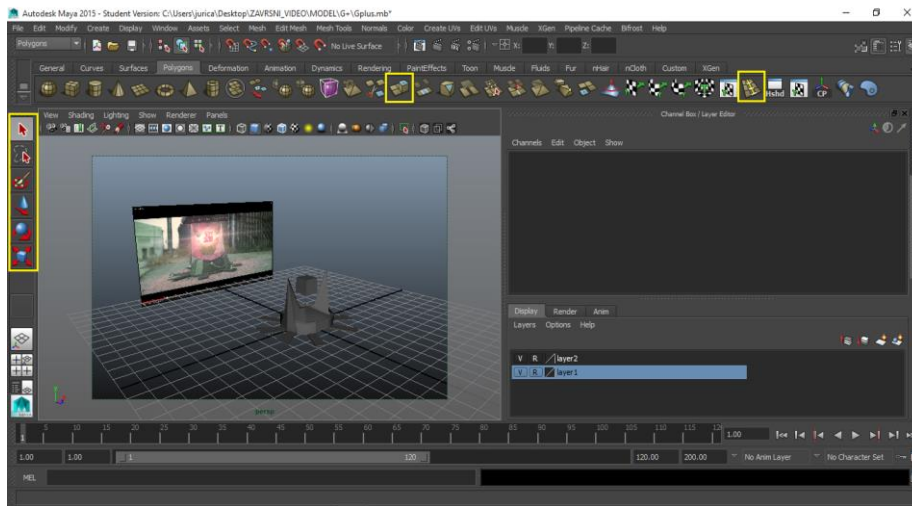 Autodesk Maya 2015 - Student Version: C:\Users\jurica\Desktop\ZAVRSNI_VIDEO\MODEL\G+\Gplus.mb*
File Edit Modify Create Display Window Assets Select Mesh Edit Mesh Mesh Tools Normals Color Create UVs Edit UVs Muscle XGen Pipeline Cache Bifrost Help
Polygons No Live Surface X: Y: Z:
General Curves Surfaces Polygons Deformation Animation Dynamics Rendering PaintEffects Toon Muscle Fluids Fur nHair nCloth Custom XGen
Hshd CP
View Shading Lighting Show Renderer Panels
Channel Box / Layer Editor
Channels Edit Object Show
persp
Display Render Anim
Layers Options Help
V R layer2
V R layer1
5 10 15 20 25 30 35 40 45 50 55 60 65 70 75 80 85 90 95 100 105 110 115 12
1 1.00
1.00 1.00 1 120 120.00 200.00 No Anim Layer No Character Set
MEL